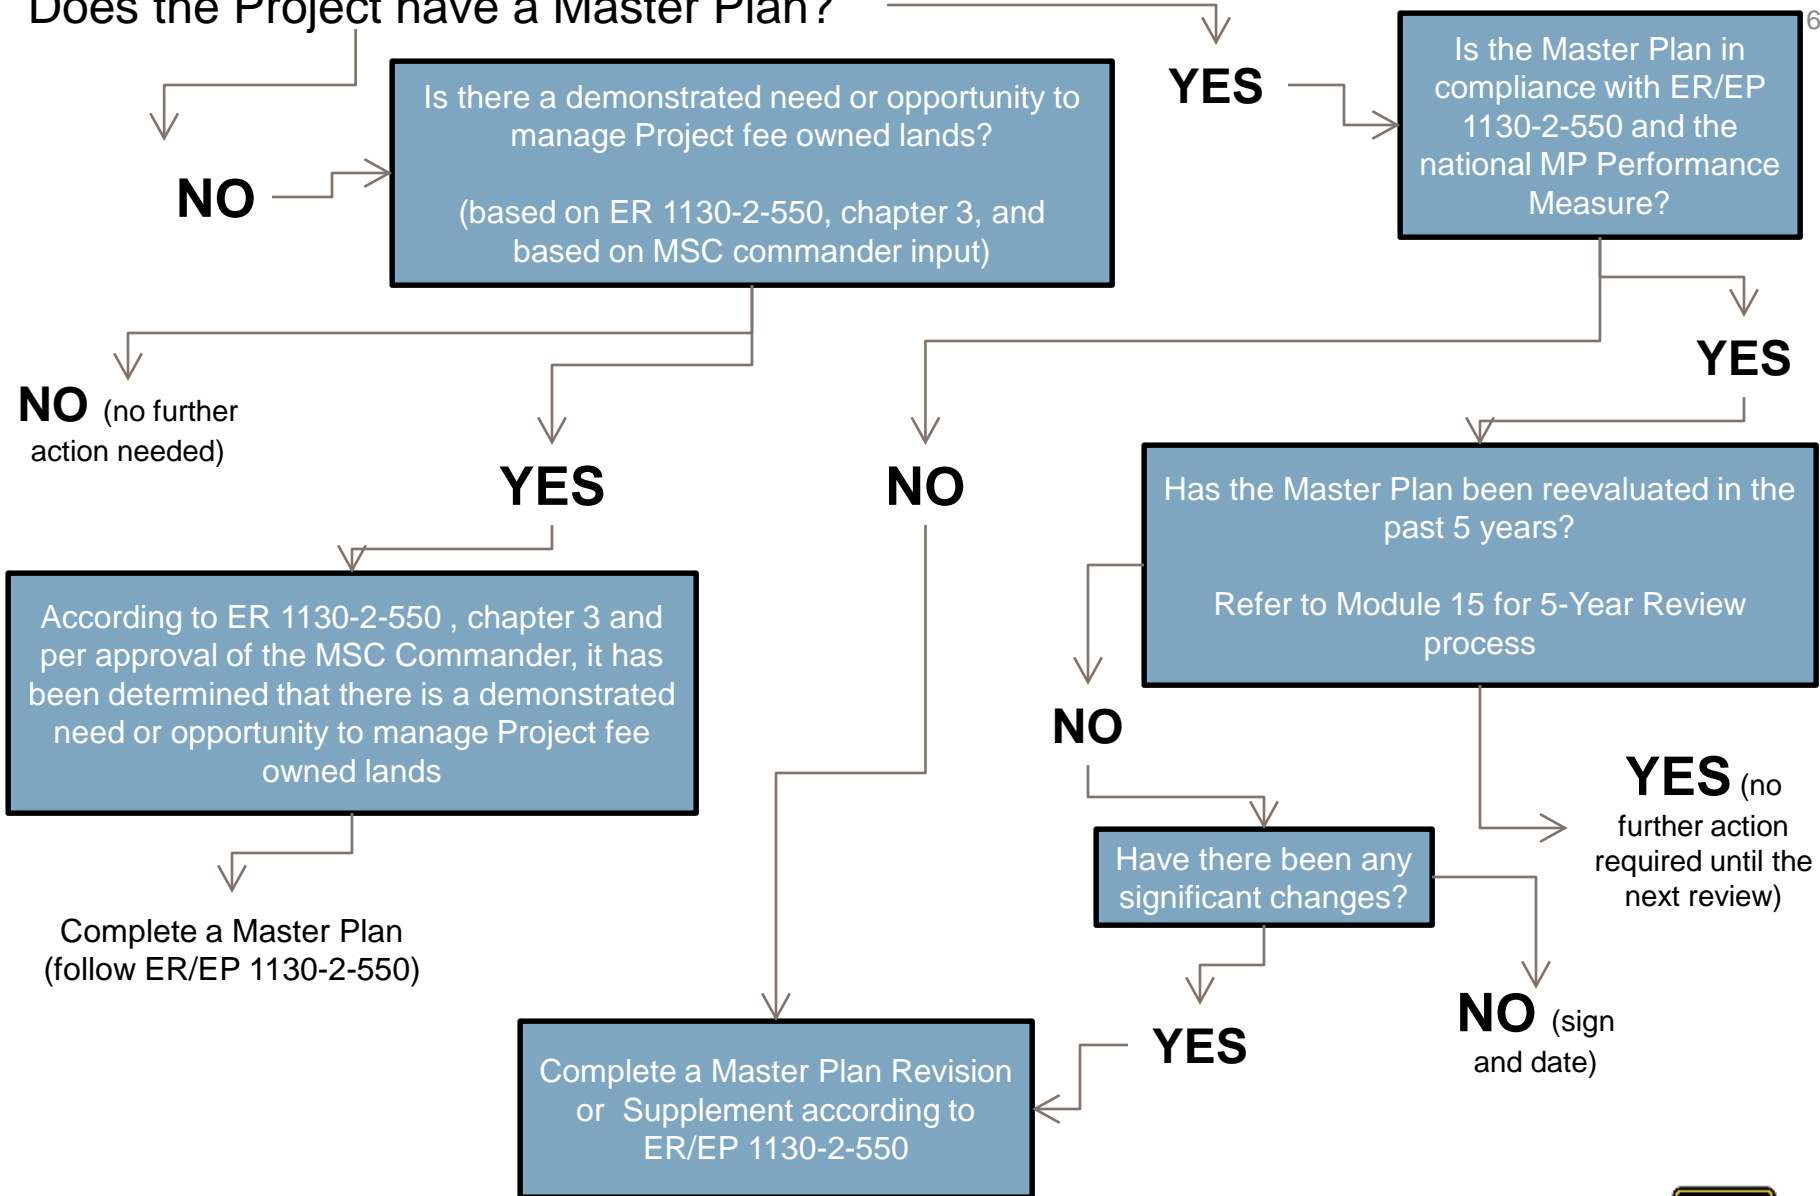 Does the Project have a Master Plan?
6
YES
Is the Master Plan in
compliance with ER/EP
1130-2-550 and the
national MP Performance
Measure?
Is there a demonstrated need or opportunity to
manage Project fee owned lands?
(based on ER 1130-2-550, chapter 3, and
based on MSC commander input)
NO
NO (no further
action needed)
YES
NO
YES
According to ER 1130-2-550 , chapter 3 and
per approval of the MSC Commander, it has
been determined that there is a demonstrated
need or opportunity to manage Project fee
owned lands
Has the Master Plan been reevaluated in the
past 5 years?
Refer to Module 15 for 5-Year Review
process
NO
YES (no
further action
required until the
next review)
Have there been any
significant changes?
Complete a Master Plan
(follow ER/EP 1130-2-550)
YES
NO (sign
and date)
Complete a Master Plan Revision
or Supplement according to
ER/EP 1130-2-550